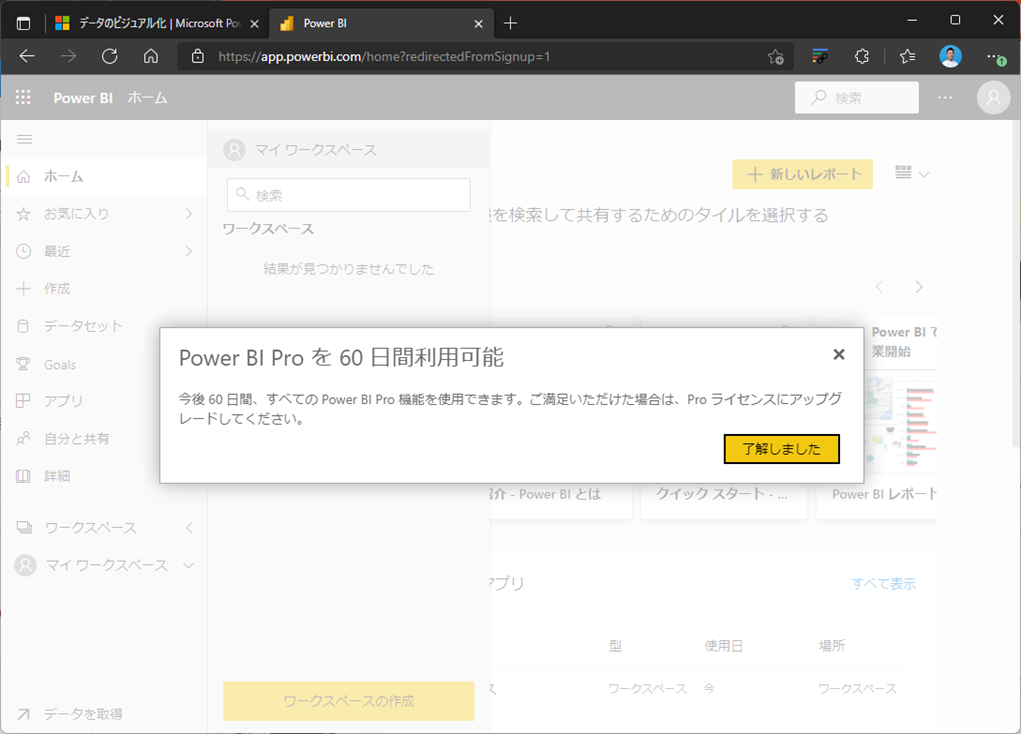 データのビジュアル化 | Microsoft Pow
Power BI
https://app.powerbi.com/home?redirectedFromSignup=1
Power BI ホーム
検索
ホーム
お気に入り
最近
作成
データセット
Goals
アプリ
自分と共有
詳細
ワークスペース
マイ ワークスペース
データを取得
マイ ワークスペース
検索
ワークスペース
結果が見つかりませんでした
ワークスペースの作成
新しいレポート
を検索して共有するためのタイルを選択する
Power BI で
業開始
Power BI Pro を 60 日間利用可能
今後 60 日間、すべての Power BI Pro 機能を使用できます。ご満足いただけた場合は、Pro ライセンスにアップグ
レードしてください。
了解しました
紹介 - Power BI とは
クイック スタート - ...
Power BI レポート
アプリ
すべて表示
型 使用日 場所
ス ワークスペース 今 ワークスペース